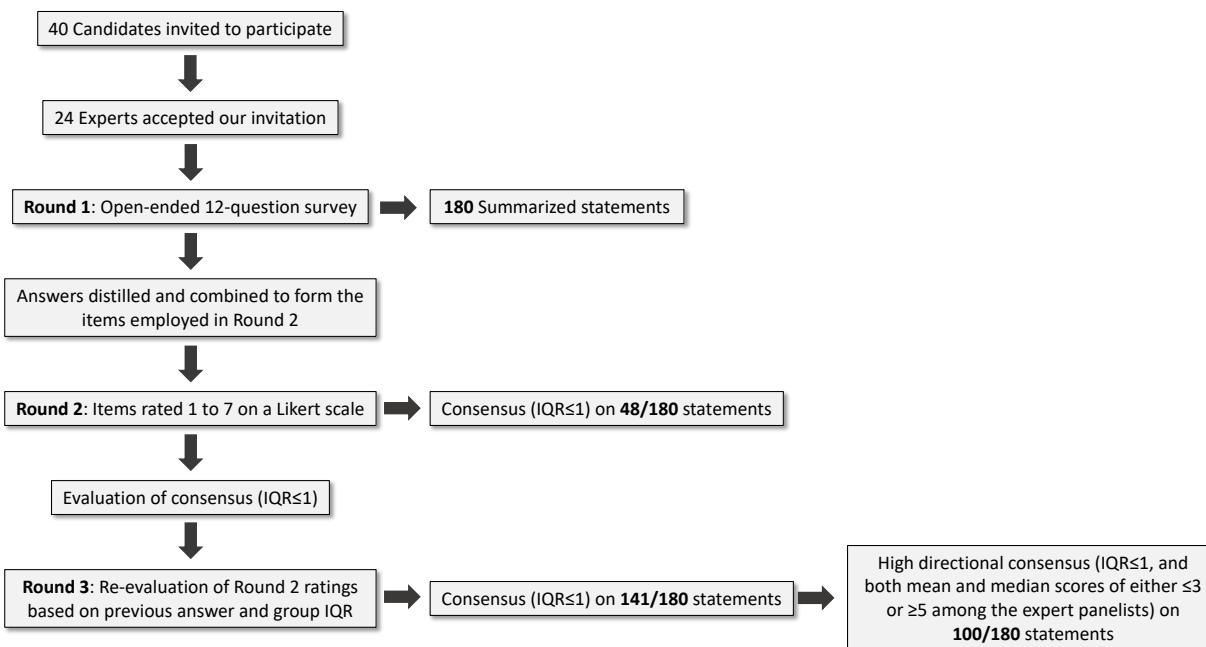 40 Candidates invited to participate
24 Experts accepted our invitation
Round 1: Open-ended 12-question survey
180 Summarized statements
Answers distilled and combined to form the
items employed in Round 2
Round 2: Items rated 1 to 7 on a Likert scale
Consensus (IQR≤1) on 48/180 statements
Evaluation of consensus (IQR≤1)
Round 3: Re-evaluation of Round 2 ratings
based on previous answer and group IQR
Consensus (IQR≤1) on 141/180 statements
High directional consensus (IQR≤1, and
both mean and median scores of either ≤3
or ≥5 among the expert panelists) on
100/180 statements